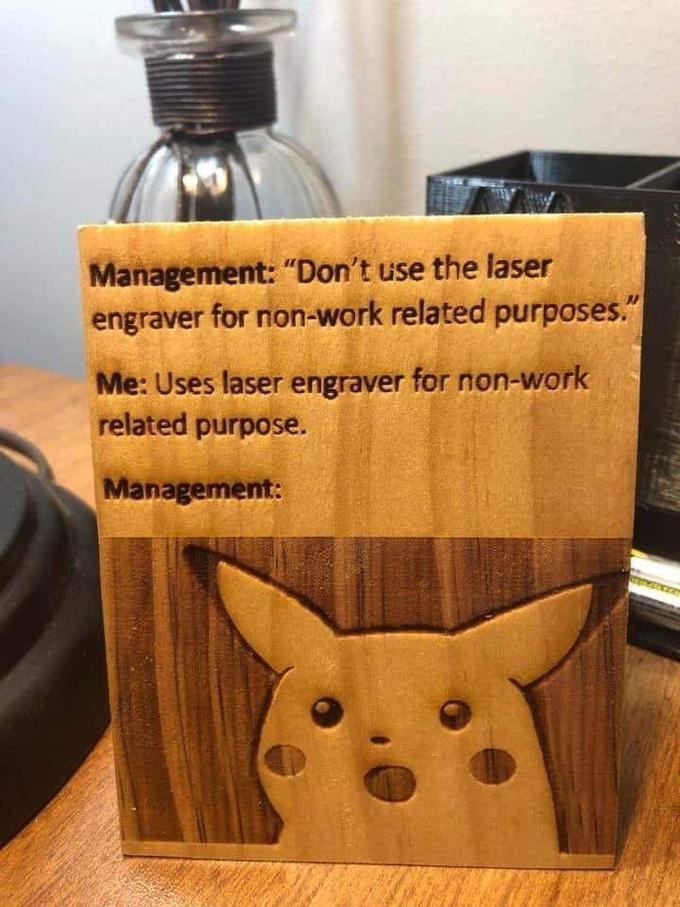 Management: “Don’t use the laser
engraver for non-work related purposes.”
Me: Uses laser engraver for non-work
related purpose.
Management: